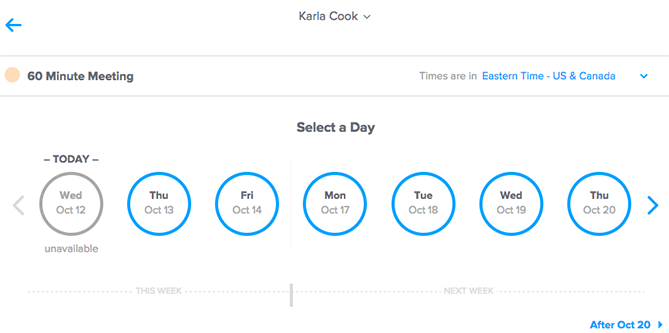 Karla Cook
60 Minute Meeting
Times are in Eastern Time - US & Canada
Select a Day
– TODAY –
Wed Thu Fri Mon Tue Wed Thu
Oct 12 Oct 13 Oct 14 Oct 17 Oct 18 Oct 19 Oct 20
unavailable
THIS WEEK NEXT WEEK
After Oct 20